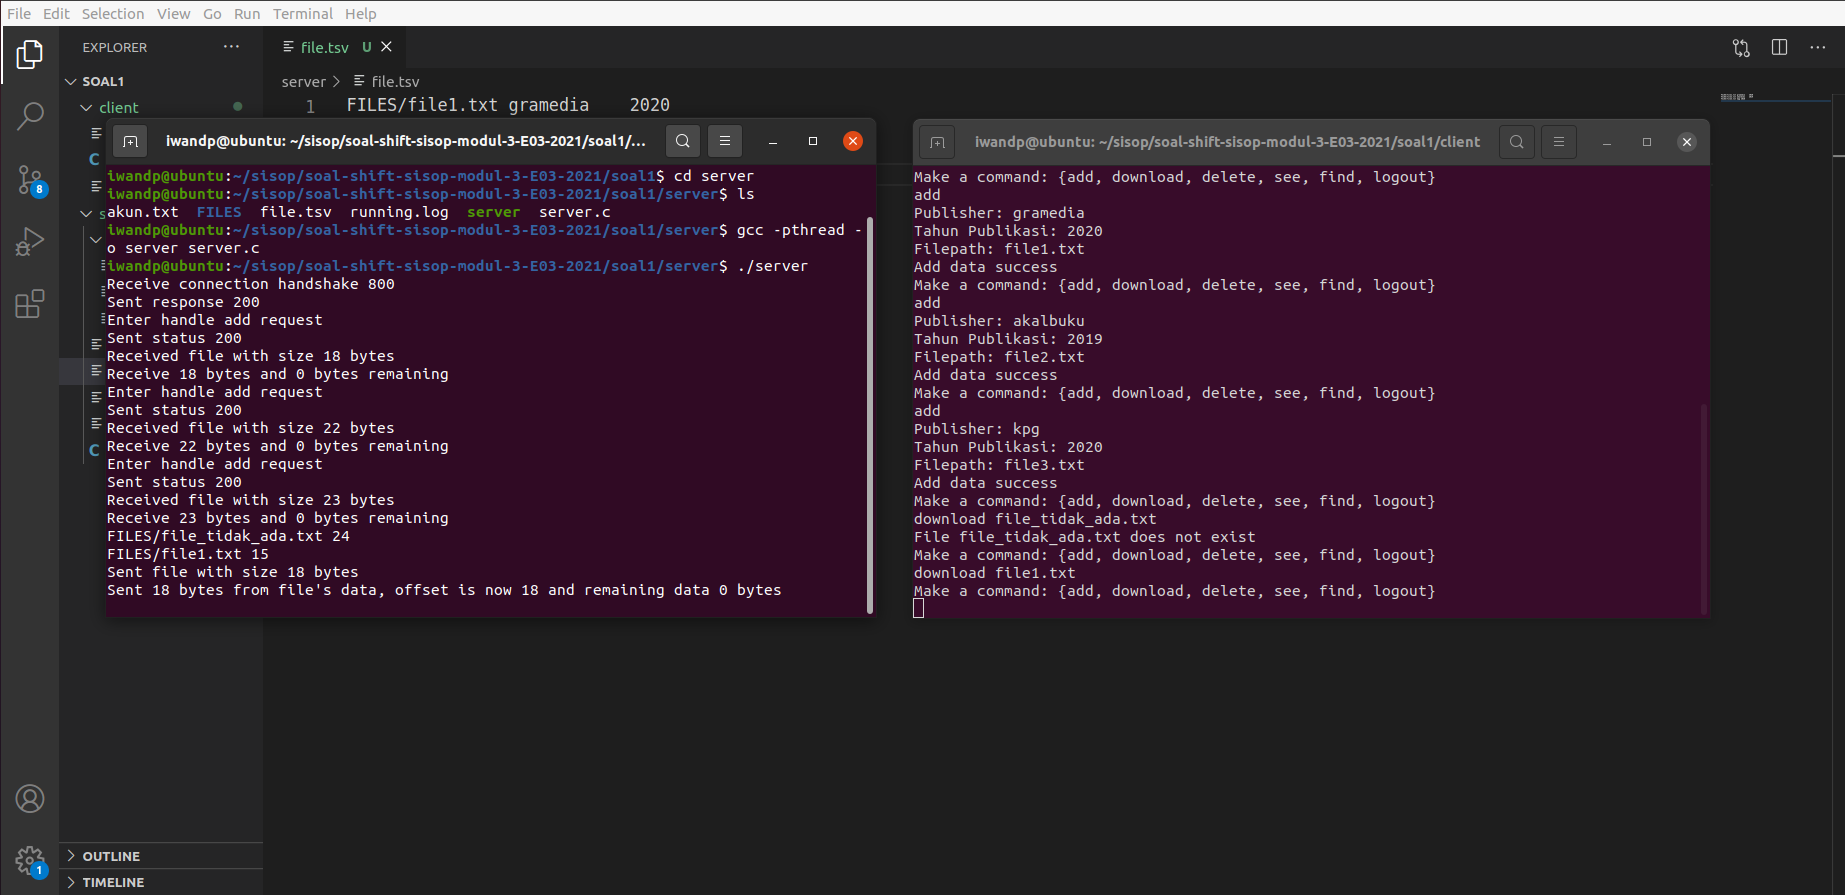 File Edit Selection View Go Run Terminal Help
EXPLORER
SOAL1
client
C
s
C
8
1
OUTLINE
TIMELINE
file.tsv U
server > file.tsv
1 FILES/file1.txt gramedia 2020
iwandp@ubuntu: ~/sisop/soal-shift-sisop-modul-3-E03-2021/soal1/...
iwandp@ubuntu:~/sisop/soal-shift-sisop-modul-3-E03-2021/soal1$ cd server
iwandp@ubuntu:~/sisop/soal-shift-sisop-modul-3-E03-2021/soal1/server$ ls
akun.txt FILES file.tsv running.log server server.c
iwandp@ubuntu:~/sisop/soal-shift-sisop-modul-3-E03-2021/soal1/server$ gcc -pthread -
o server server.c
iwandp@ubuntu:~/sisop/soal-shift-sisop-modul-3-E03-2021/soal1/server$ ./server
Receive connection handshake 800
Sent response 200
Enter handle add request
Sent status 200
Received file with size 18 bytes
Receive 18 bytes and 0 bytes remaining
Enter handle add request
Sent status 200
Received file with size 22 bytes
Receive 22 bytes and 0 bytes remaining
Enter handle add request
Sent status 200
Received file with size 23 bytes
Receive 23 bytes and 0 bytes remaining
FILES/file_tidak_ada.txt 24
FILES/file1.txt 15
Sent file with size 18 bytes
Sent 18 bytes from file's data, offset is now 18 and remaining data 0 bytes
iwandp@ubuntu: ~/sisop/soal-shift-sisop-modul-3-E03-2021/soal1/client
Make a command: {add, download, delete, see, find, logout}
add
Publisher: gramedia
Tahun Publikasi: 2020
Filepath: file1.txt
Add data success
Make a command: {add, download, delete, see, find, logout}
add
Publisher: akalbuku
Tahun Publikasi: 2019
Filepath: file2.txt
Add data success
Make a command: {add, download, delete, see, find, logout}
add
Publisher: kpg
Tahun Publikasi: 2020
Filepath: file3.txt
Add data success
Make a command: {add, download, delete, see, find, logout}
download file_tidak_ada.txt
File file_tidak_ada.txt does not exist
Make a command: {add, download, delete, see, find, logout}
download file1.txt
Make a command: {add, download, delete, see, find, logout}